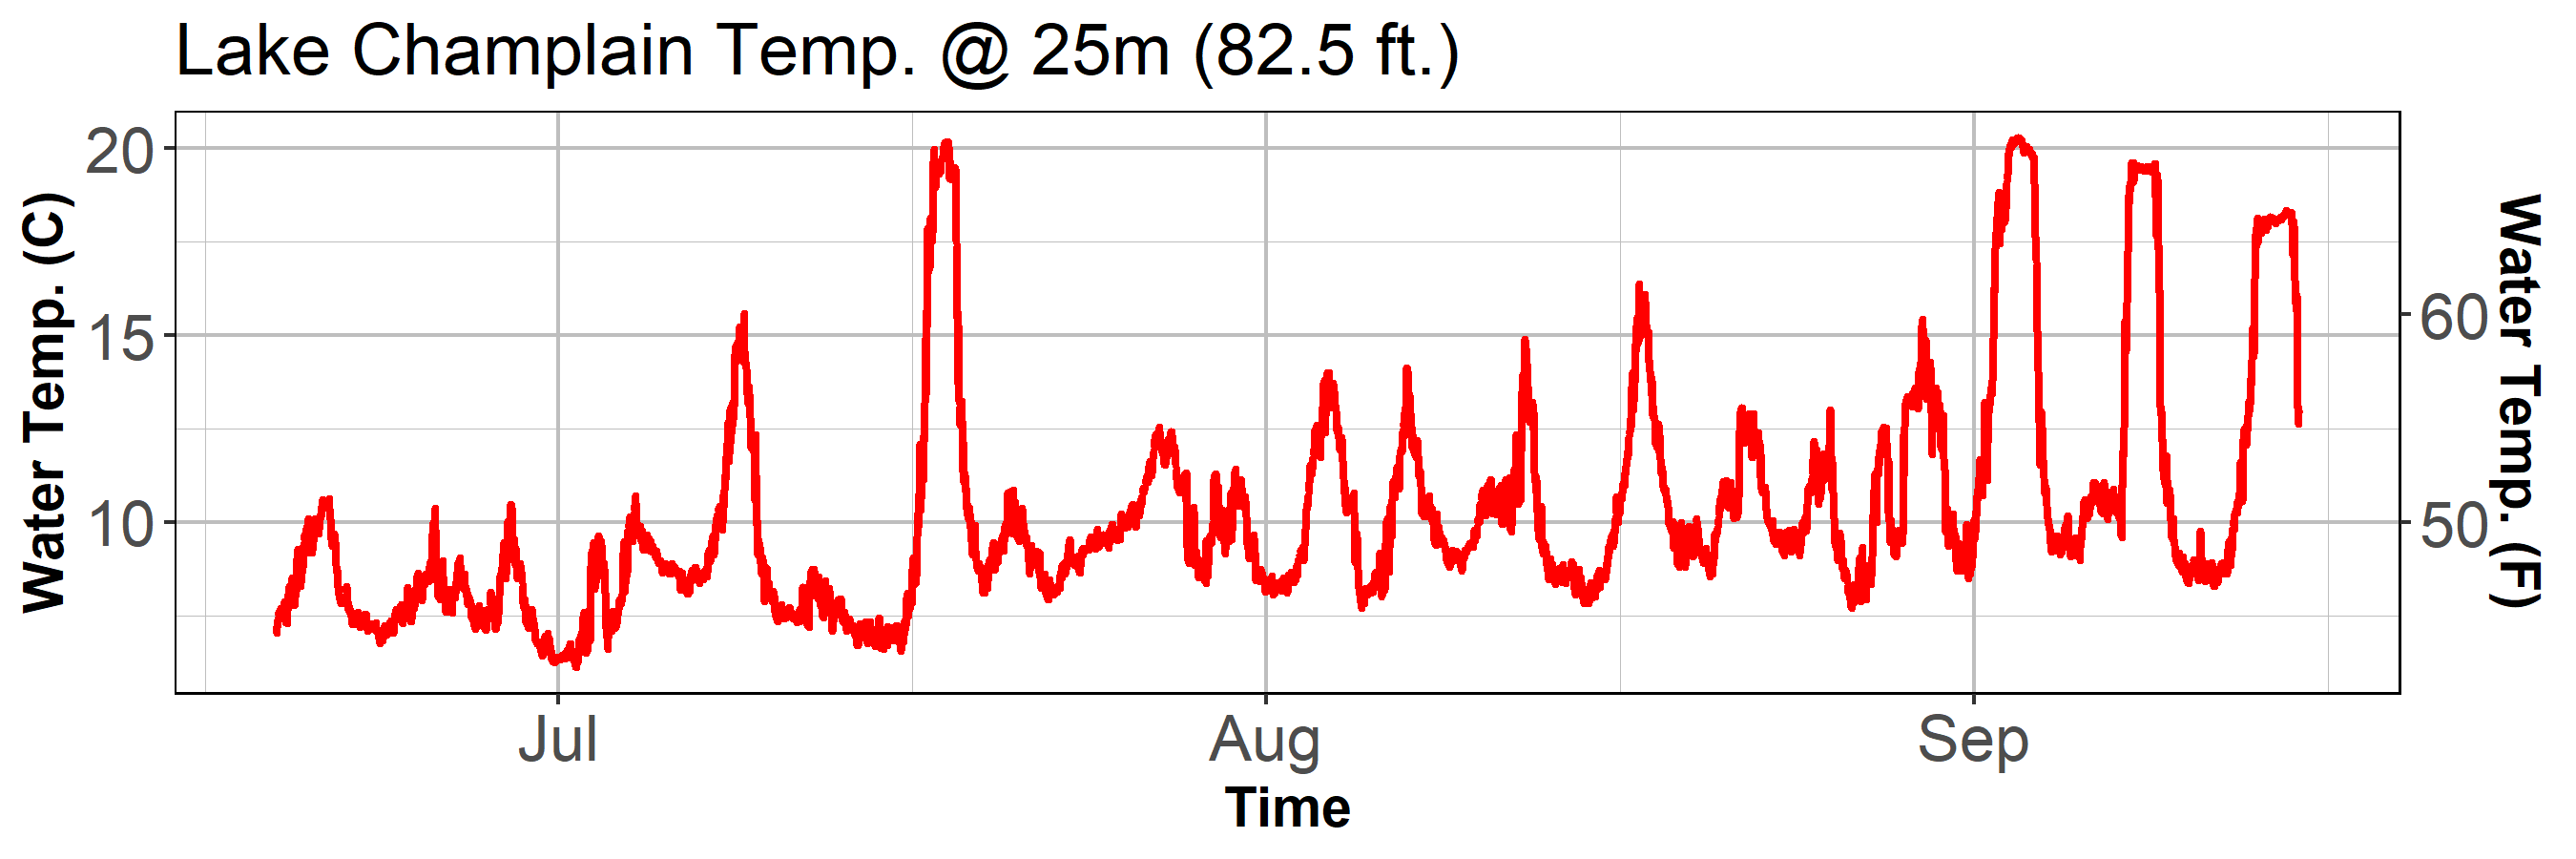 Lake Champlain Temp. @ 25m (82.5 ft.)
Water Temp. (C)
20
15
10
60
50
Water Temp. (F)
Jul
Aug
Sep
Time